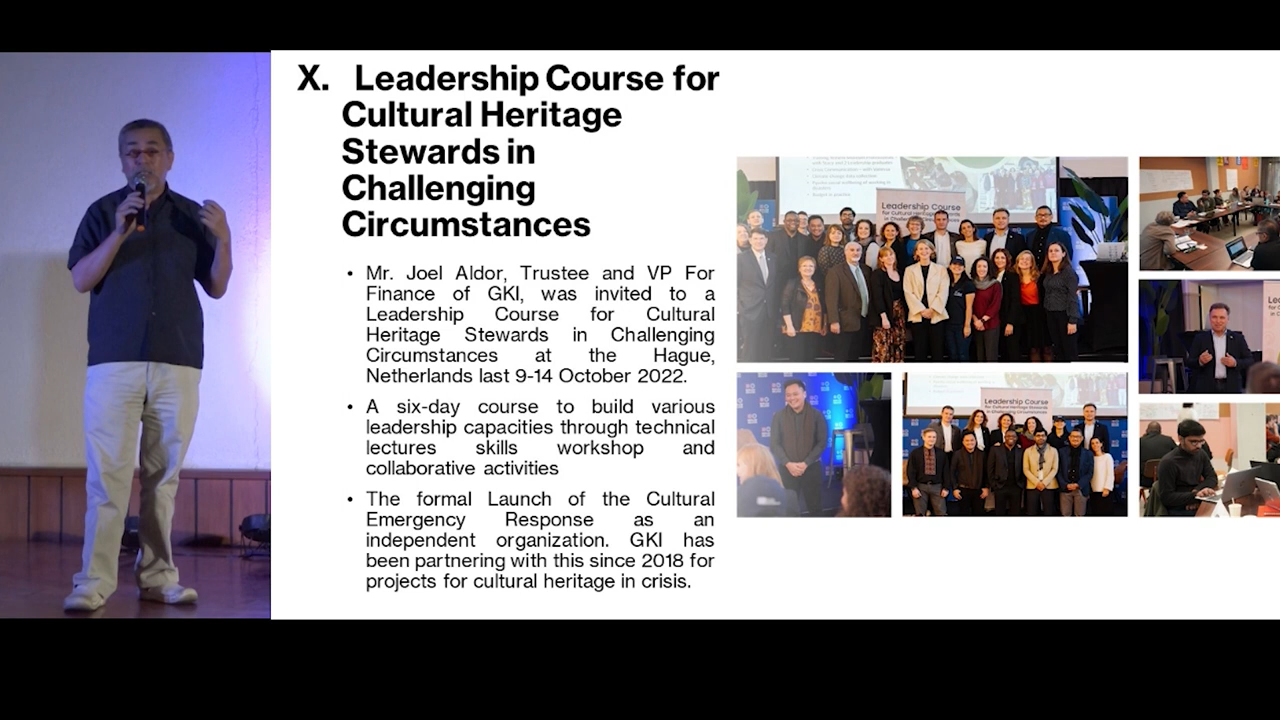 X. Leadership Course for
Cultural Heritage
Stewards in
Challenging
Circumstances
• Mr. Joel Aldor, Trustee and VP For
Finance of GKI, was invited to a
Leadership Course for Cultural
Heritage Stewards in Challenging
Circumstances at the Hague,
Netherlands last 9-14 October 2022.
• A six-day course to build various
leadership capacities through technical
lectures skills workshop and
collaborative activities
• The formal Launch of the Cultural
Emergency Response as an
independent organization. GKI has
been partnering with this since 2018 for
projects for cultural heritage in crisis.
Leadership Course
for Cultural Heritage Stewards
Leadership Course
for Cultural Heritage Stewards
in Challenging Circumstances